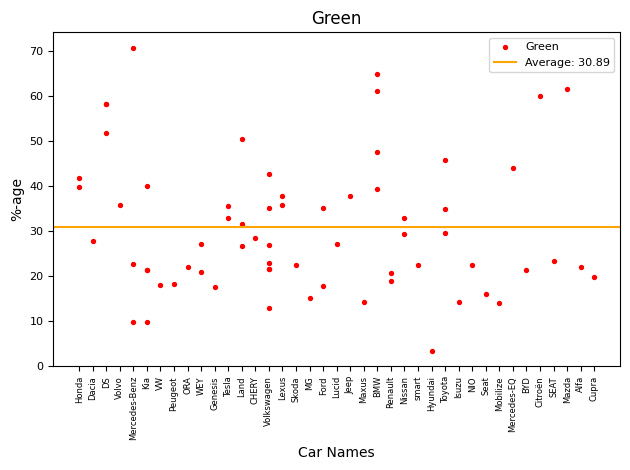 Green
Green
Average: 30.89
%-age
70
60
50
40
30
20
10
0
Honda
Dacia
DS
Volvo
Mercedes-Benz
Kia
VW
Peugeot
ORA
WEY
Genesis
Tesla
Land
CHERY
Volkswagen
Lexus
Skoda
MG
Ford
Lucid
Jeep
Maxus
BMW
Renault
Nissan
smart
Hyundai
Toyota
Isuzu
NIO
Seat
Mobilize
Mercedes-EQ
BYD
Citroën
SEAT
Mazda
Alfa
Cupra
Car Names